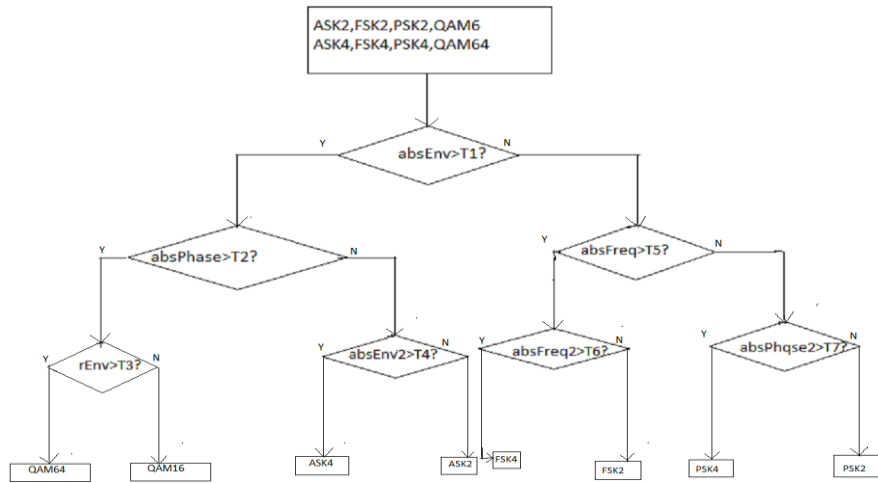 ASK2,FSK2,PSK2,QAM6
ASK4,FSK4,PSK4,QAM64
Y
absEnv>T1?
N
Y
absPhase>T2?
N
Y
absFreq>T5?
N
Y
rEnv>T3?
N
Y
absEnv2>T4?
N
Y
absFreq2>T6?
N
Y
absPhqse2>T7?
N
QAM64
QAM16
ASK4
ASK2
FSK4
FSK2
PSK4
PSK2